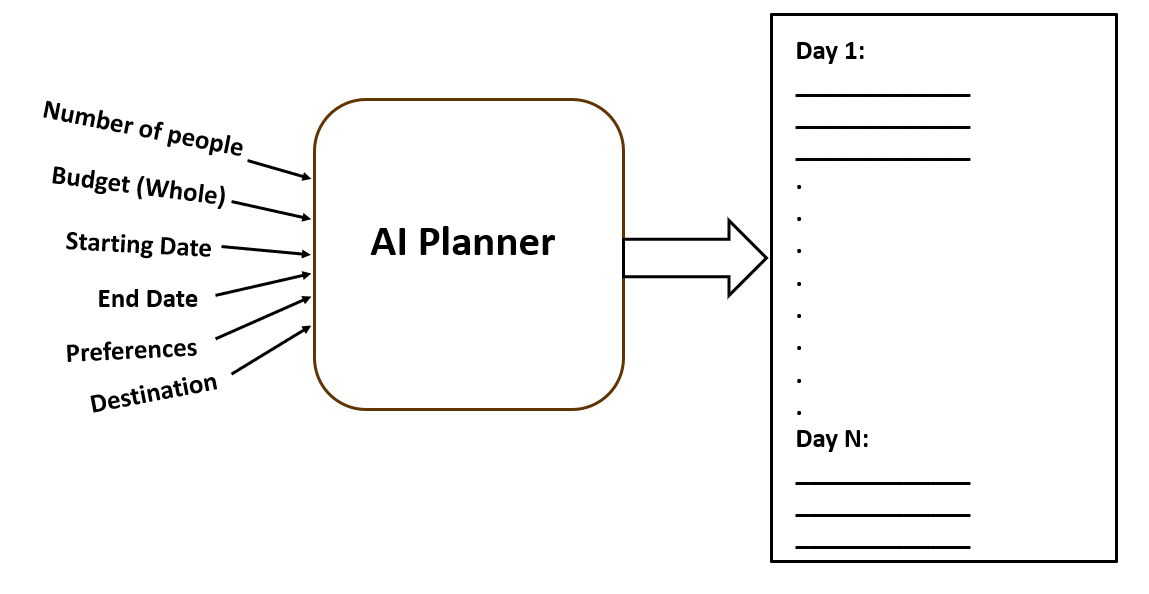 Number of people
Budget (Whole)
Starting Date
End Date
Preferences
Destination
AI Planner
Day 1:
Day N: